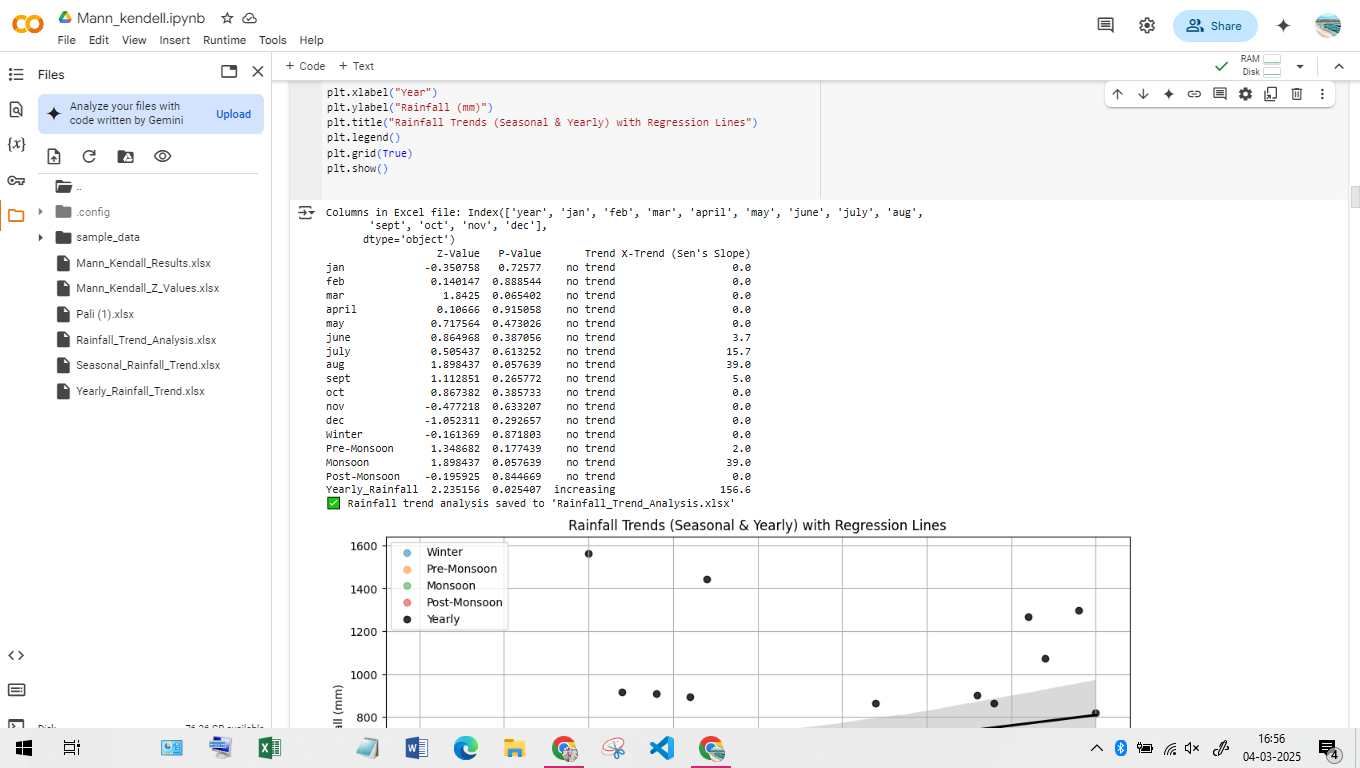 Mann_kendell.ipynb
File Edit View Insert Runtime Tools Help
Share
Files
+ Code + Text
RAM
Disk
Analyze your files with
code written by Gemini
Upload
..
.config
sample_data
Mann_Kendall_Results.xlsx
Mann_Kendall_Z_Values.xlsx
Pali (1).xlsx
Rainfall_Trend_Analysis.xlsx
Seasonal_Rainfall_Trend.xlsx
Yearly_Rainfall_Trend.xlsx
plt.xlabel("Year")
plt.ylabel("Rainfall (mm)")
plt.title("Rainfall Trends (Seasonal & Yearly) with Regression Lines")
plt.legend()
plt.grid(True)
plt.show()
Columns in Excel file: Index(['year', 'jan', 'feb', 'mar', 'april', 'may', 'june', 'july', 'aug',
'sept', 'oct', 'nov', 'dec'],
dtype='object')
Z-Value P-Value Trend X-Trend (Sen's Slope)
jan -0.350758 0.72577 no trend 0.0
feb 0.140147 0.888544 no trend 0.0
mar 1.8425 0.065402 no trend 0.0
april 0.10666 0.915058 no trend 0.0
may 0.717564 0.473026 no trend 0.0
june 0.864968 0.387056 no trend 3.7
july 0.505437 0.613252 no trend 15.7
aug 1.898437 0.057639 no trend 39.0
sept 1.112851 0.265772 no trend 5.0
oct 0.867382 0.385733 no trend 0.0
nov -0.477218 0.633207 no trend 0.0
dec -1.052311 0.292657 no trend 0.0
Winter -0.161369 0.871803 no trend 0.0
Pre-Monsoon 1.348682 0.177439 no trend 2.0
Monsoon 1.898437 0.057639 no trend 39.0
Post-Monsoon -0.195925 0.844669 no trend 0.0
Yearly_Rainfall 2.235156 0.025407 increasing 156.6
✅ Rainfall trend analysis saved to 'Rainfall_Trend_Analysis.xlsx'
Rainfall Trends (Seasonal & Yearly) with Regression Lines
Winter
Pre-Monsoon
Monsoon
Post-Monsoon
Yearly
1600
1400
1200
1000
800
(mm)
16:56
04-03-2025
4